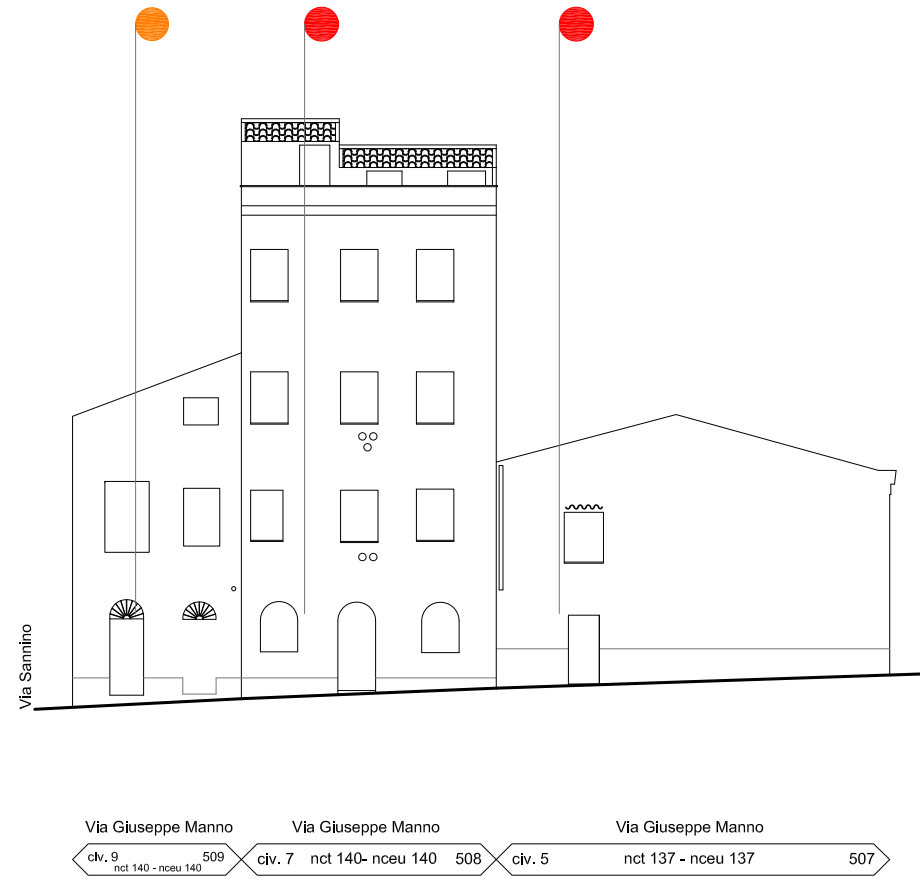 Via Sannino
Via Giuseppe Manno
civ. 9 509
nct 140 - nceu 140
Via Giuseppe Manno
civ. 7 nct 140- nceu 140 508
Via Giuseppe Manno
civ. 5 nct 137 - nceu 137 507